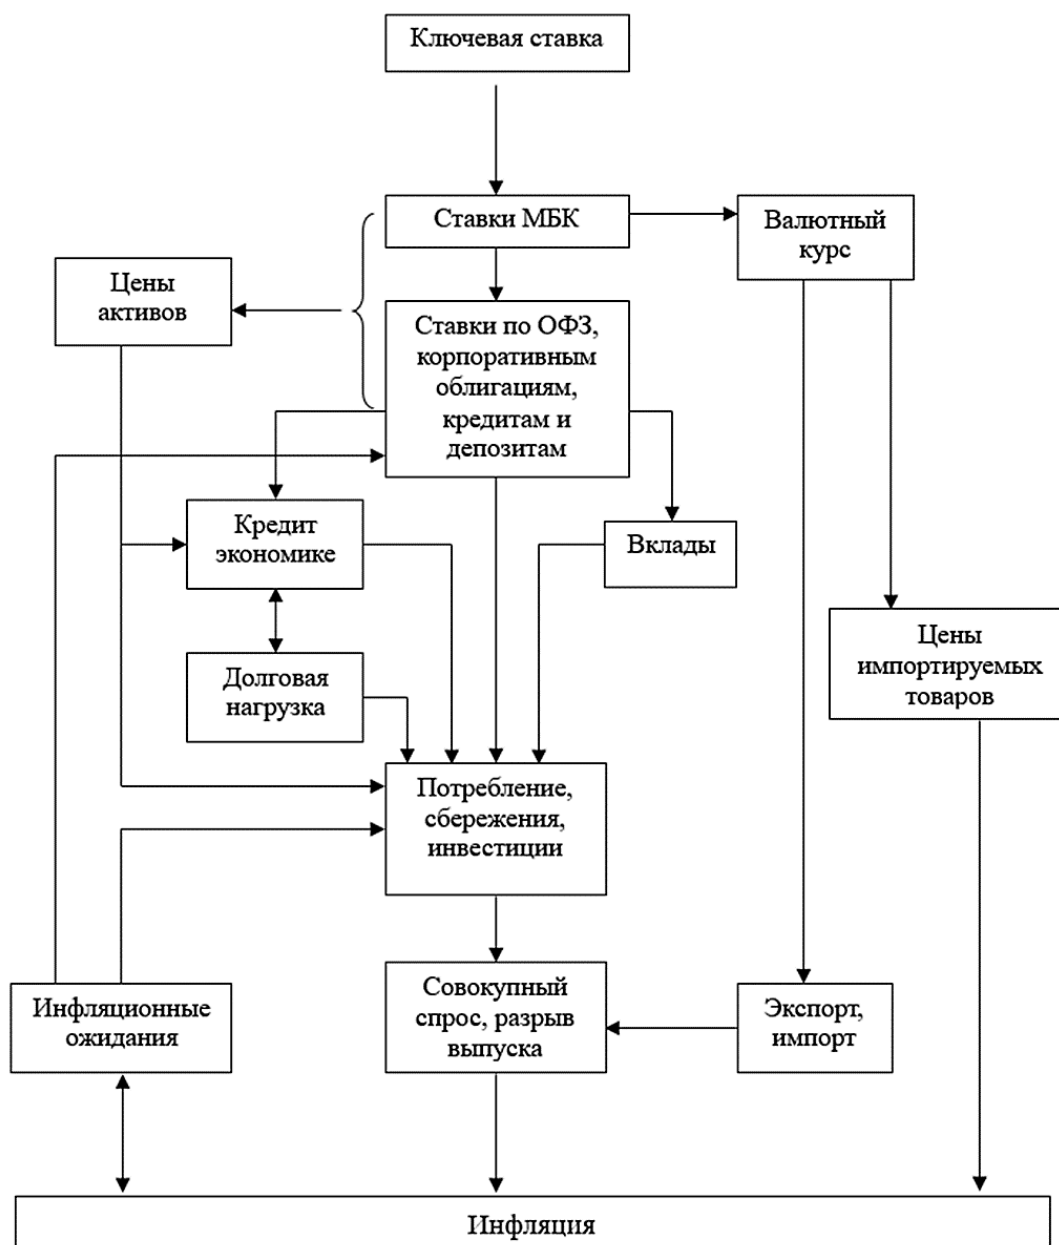 Ключевая ставка
Ставки МБК
Валютный
курс
Цены
активов
Ставки по ОФЗ,
корпоративным
облигациям,
кредитам и
депозитам
Кредит
экономике
Вклады
Цены
импортируемых
товаров
Долговая
нагрузка
Потребление,
сбережения,
инвестиции
Инфляционные
ожидания
Совокупный
спрос, разрыв
выпуска
Экспорт,
импорт
Инфляция